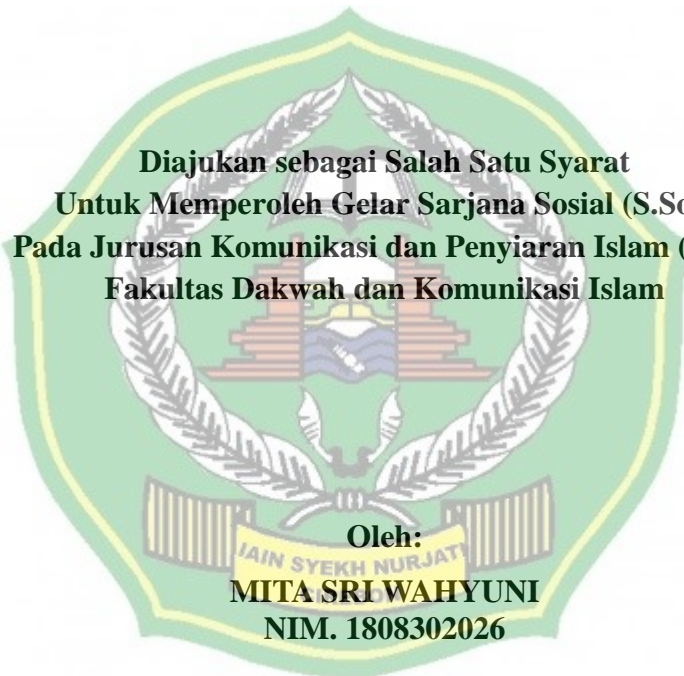 Diajukan sebagai Salah Satu Syarat
Untuk Memperoleh Gelar Sarjana Sosial (S.So
Pada Jurusan Komunikasi dan Penyiaran Islam (
Fakultas Dakwah dan Komunikasi Islam
Oleh:
IAIN SYEKH NURJATI
MITA SRI WAHYUNI
NIM. 1808302026